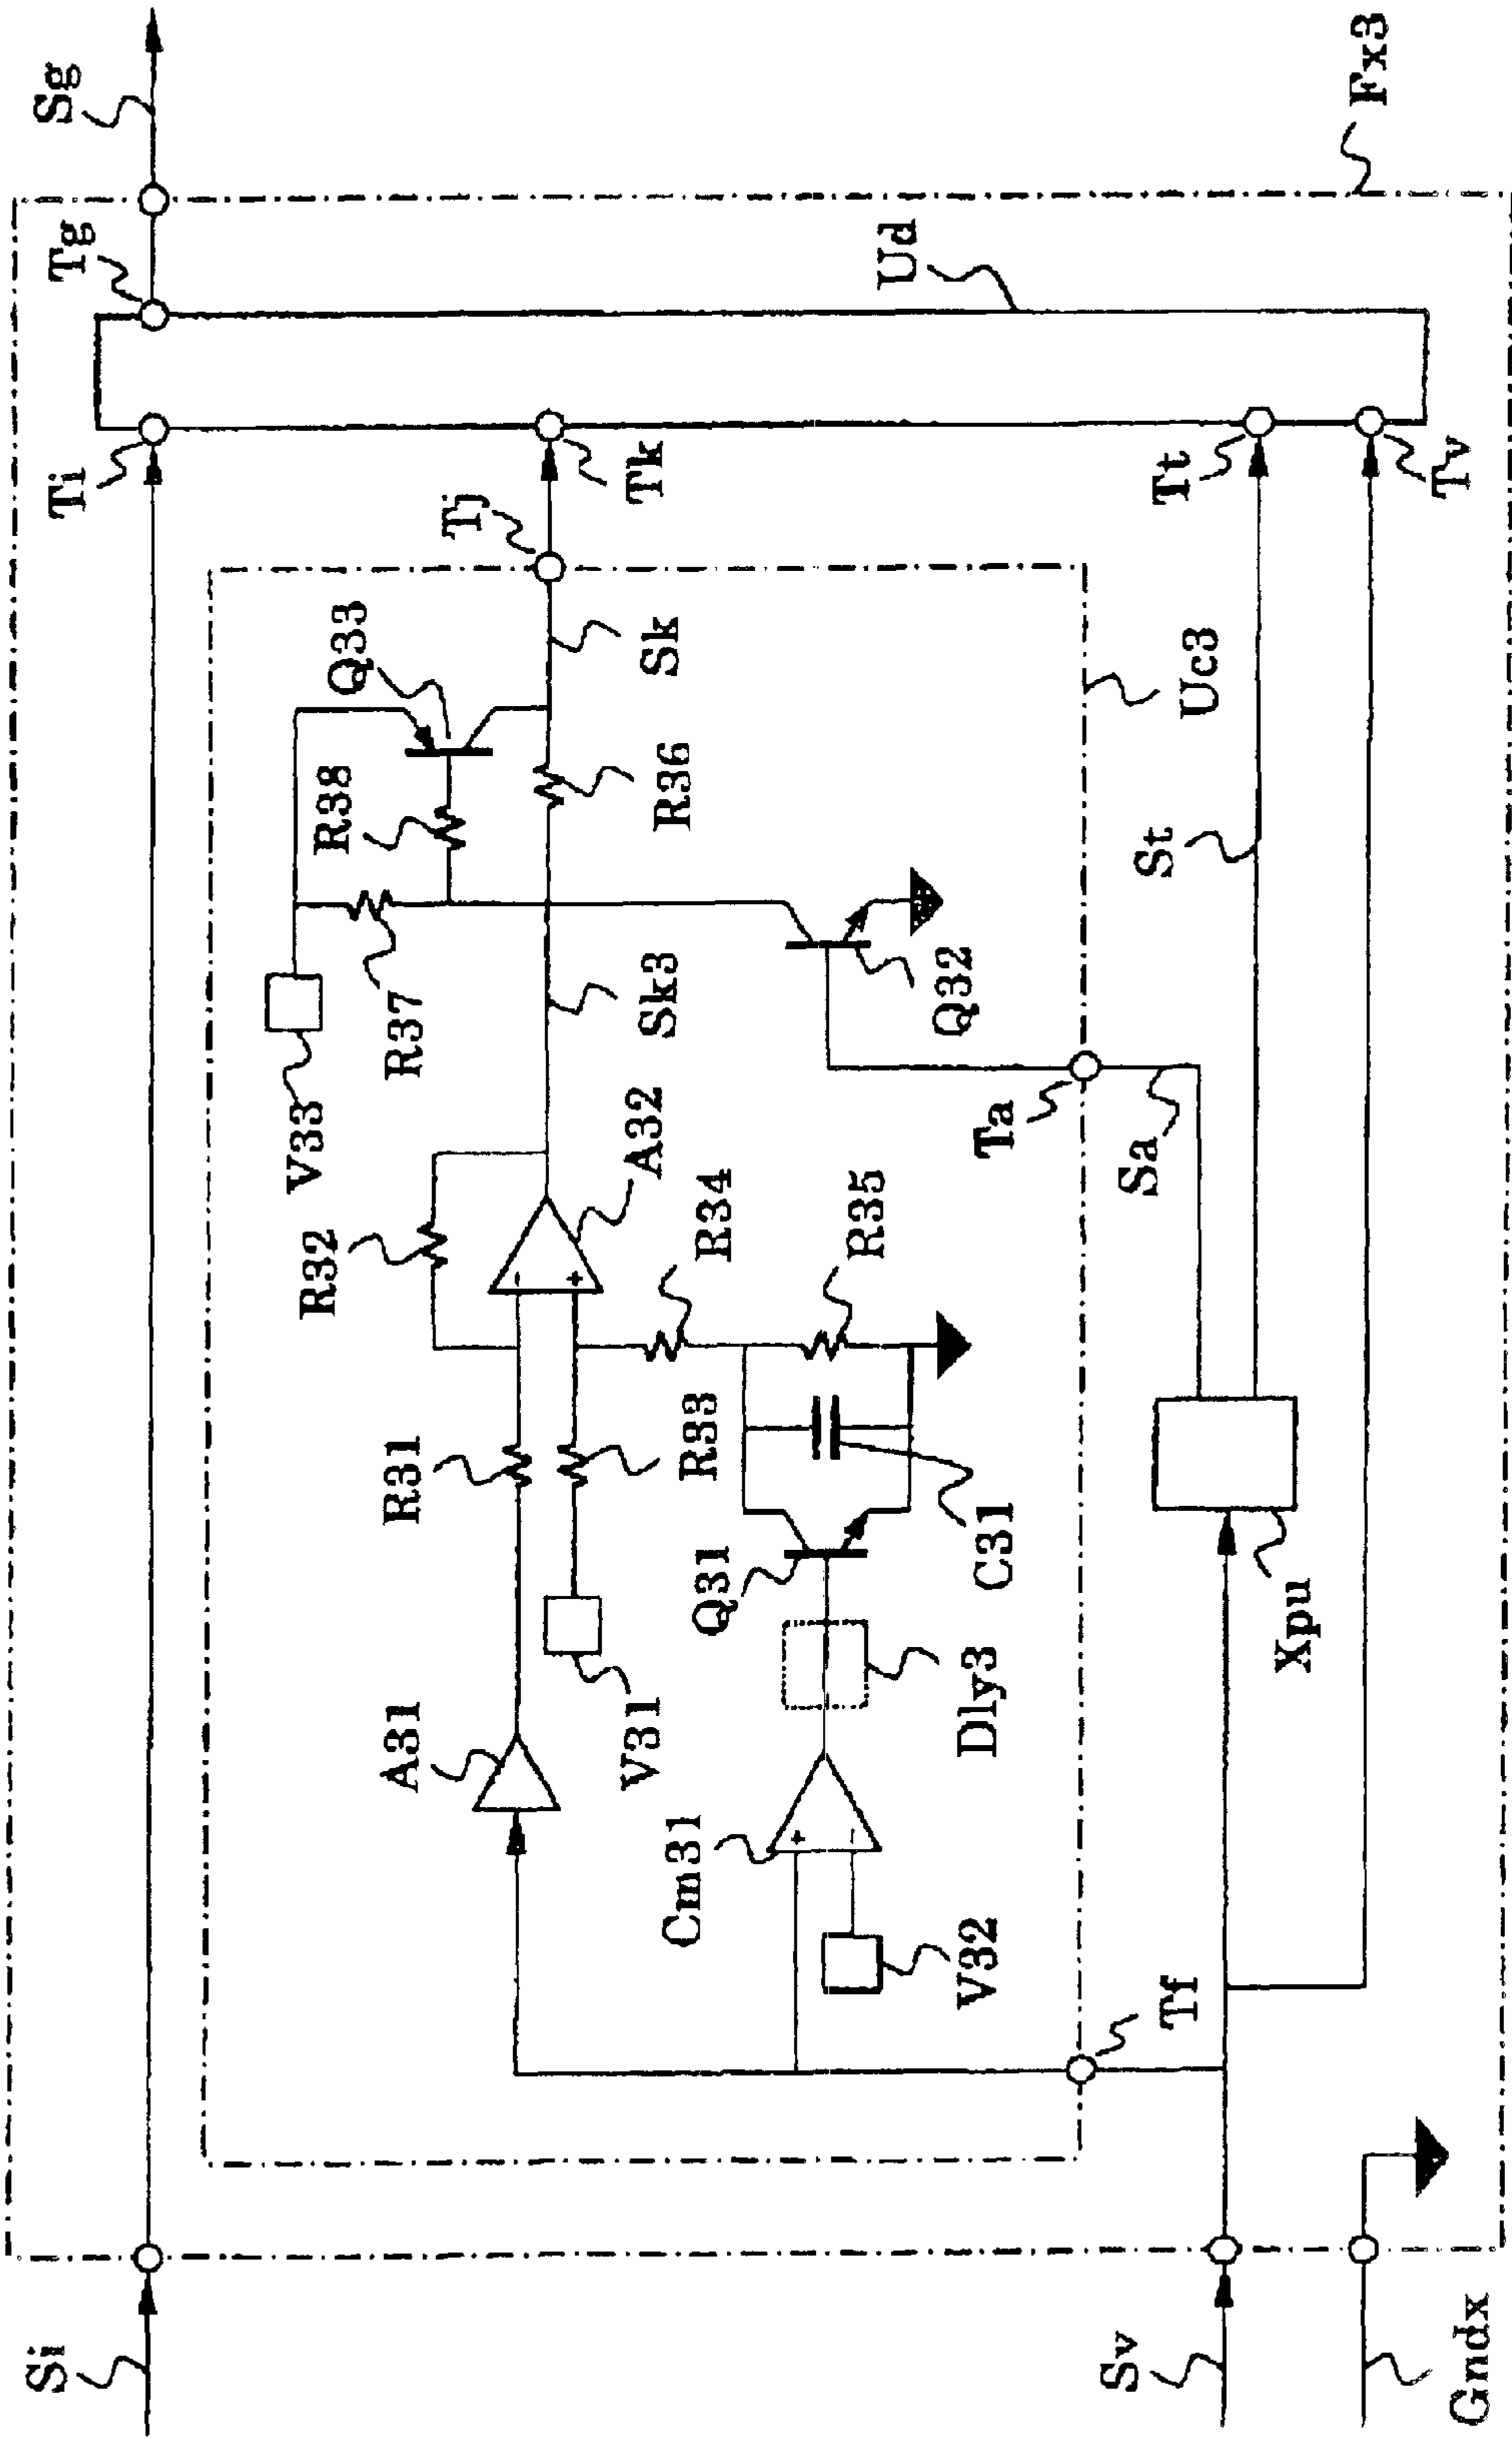 Si
Sg
Ti
Tg
V33
R37
R38
Q33
Tj
Tk
R32
A31
R31
A32
Sk3
R36
Sk
Ud
V31
R33
R34
Cm31
Q31
R35
Q32
V32
Dly3
C31
Ta
Uc3
Tf
Sa
St
Tt
Sv
Xpu
Tv
Gndx
Fx3
+
-
+
-